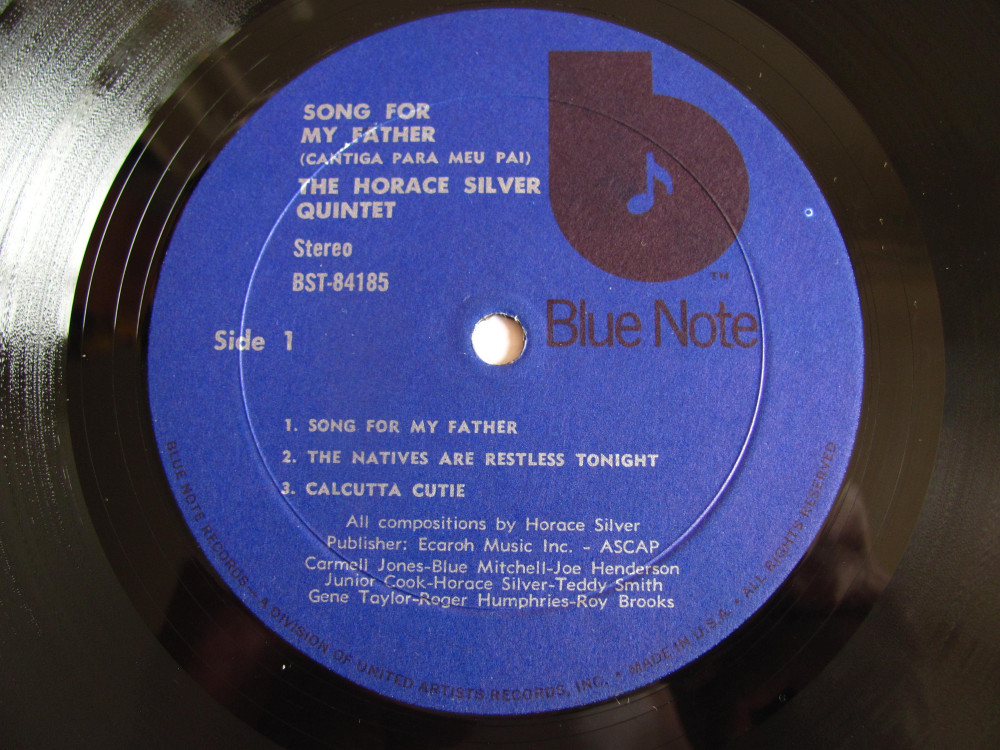 SONG FOR
MY FATHER
(CANTIGA PARA MEU PAI)
THE HORACE SILVER
QUINTET
Stereo
BST-84185
TM
Blue Note
Side 1
1. SONG FOR MY FATHER
2. THE NATIVES ARE RESTLESS TONIGHT
3. CALCUTTA CUTIE
All compositions by Horace Silver
Publisher: Ecaroh Music Inc. - ASCAP
Carmell Jones-Blue Mitchell-Joe Henderson
Junior Cook-Horace Silver-Teddy Smith
Gene Taylor-Roger Humphries-Roy Brooks
BLUE NOTE RECORDS – A DIVISION OF UNITED ARTISTS RECORDS, INC. • MADE IN U.S.A. • ALL RIGHTS RESERVED